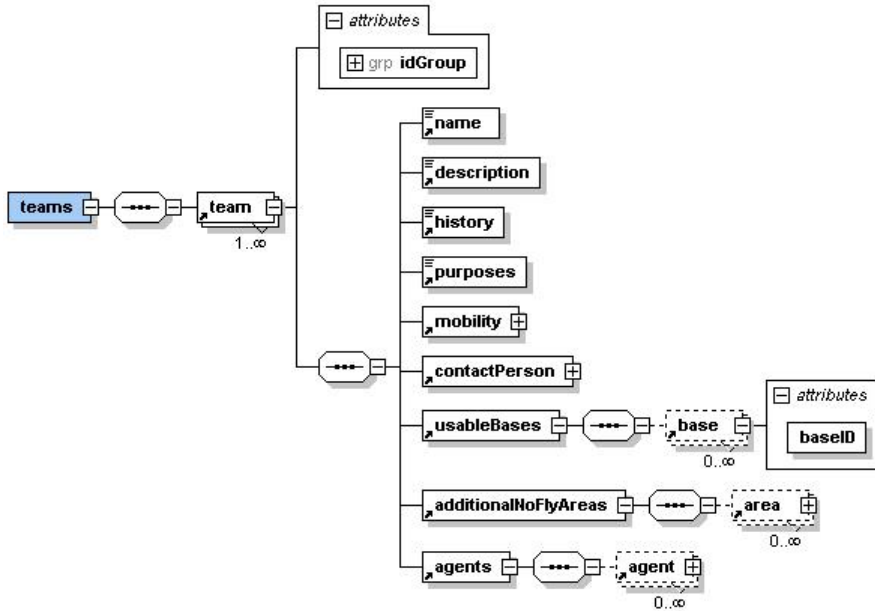 attributes
grp idGroup
name
description
teams
team
1..∞
history
purposes
mobility
contactPerson
attributes
usableBases
base
baseID
0..∞
additionalNoFlyAreas
area
0..∞
agents
agent
0..∞